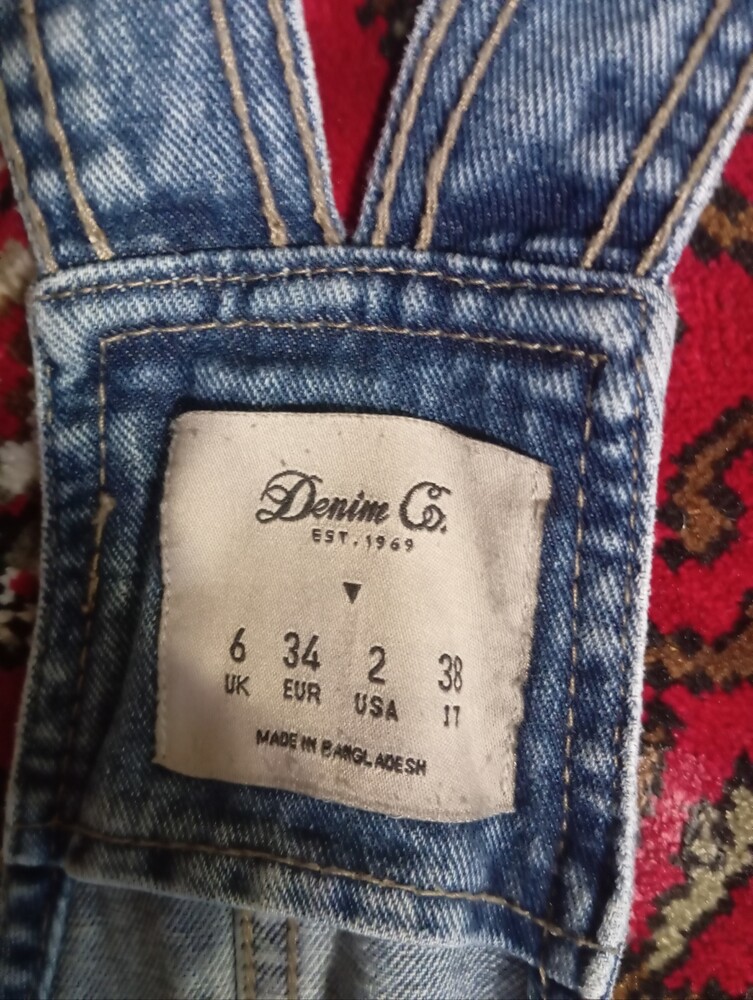 Denim Co.
EST.1969
6 34 2 38
UK EUR USA IT
MADE IN BANGLADESH